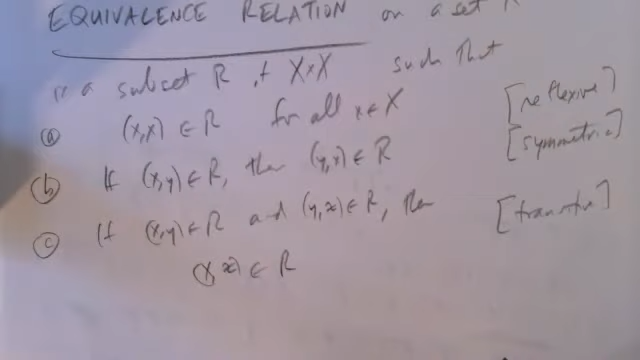 EQUIVALENCE RELATION on a set
is a subset R of X×X such that
(a) (x,x) ∈ R for all x ∈ X [reflexive]
(b) If (x,y) ∈ R, then (y,x) ∈ R [symmetric]
(c) If (x,y) ∈ R and (y,z) ∈ R, then [transitive]
(x,z) ∈ R